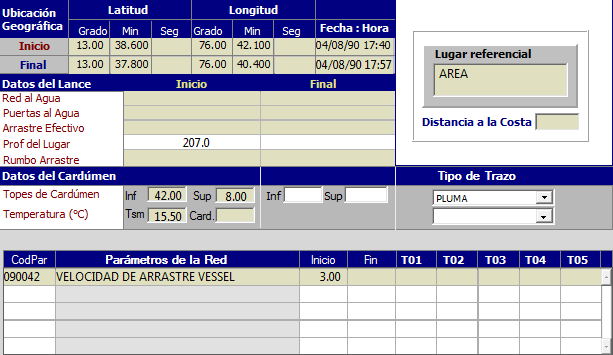 Ubicación Geográfica Latitud Longitud Fecha : Hora
Grado Min Seg Grado Min Seg
Inicio 13.00 38.600 76.00 42.100 04/08/90 17:40
Final 13.00 37.800 76.00 40.400 04/08/90 17:57
Lugar referencial
AREA
Distancia a la Costa
Datos del Lance Inicio Final
Red al Agua
Puertas al Agua
Arrastre Efectivo
Prof del Lugar 207.0
Rumbo Arrastre
Datos del Cardúmen Tipo de Trazo
Topes de Cardúmen Inf 42.00 Sup 8.00 Inf Sup PLUMA
Temperatura (°C) Tsm 15.50 Card.
CodPar Parámetros de la Red Inicio Fin T01 T02 T03 T04 T05
090042 VELOCIDAD DE ARRASTRE VESSEL 3.00